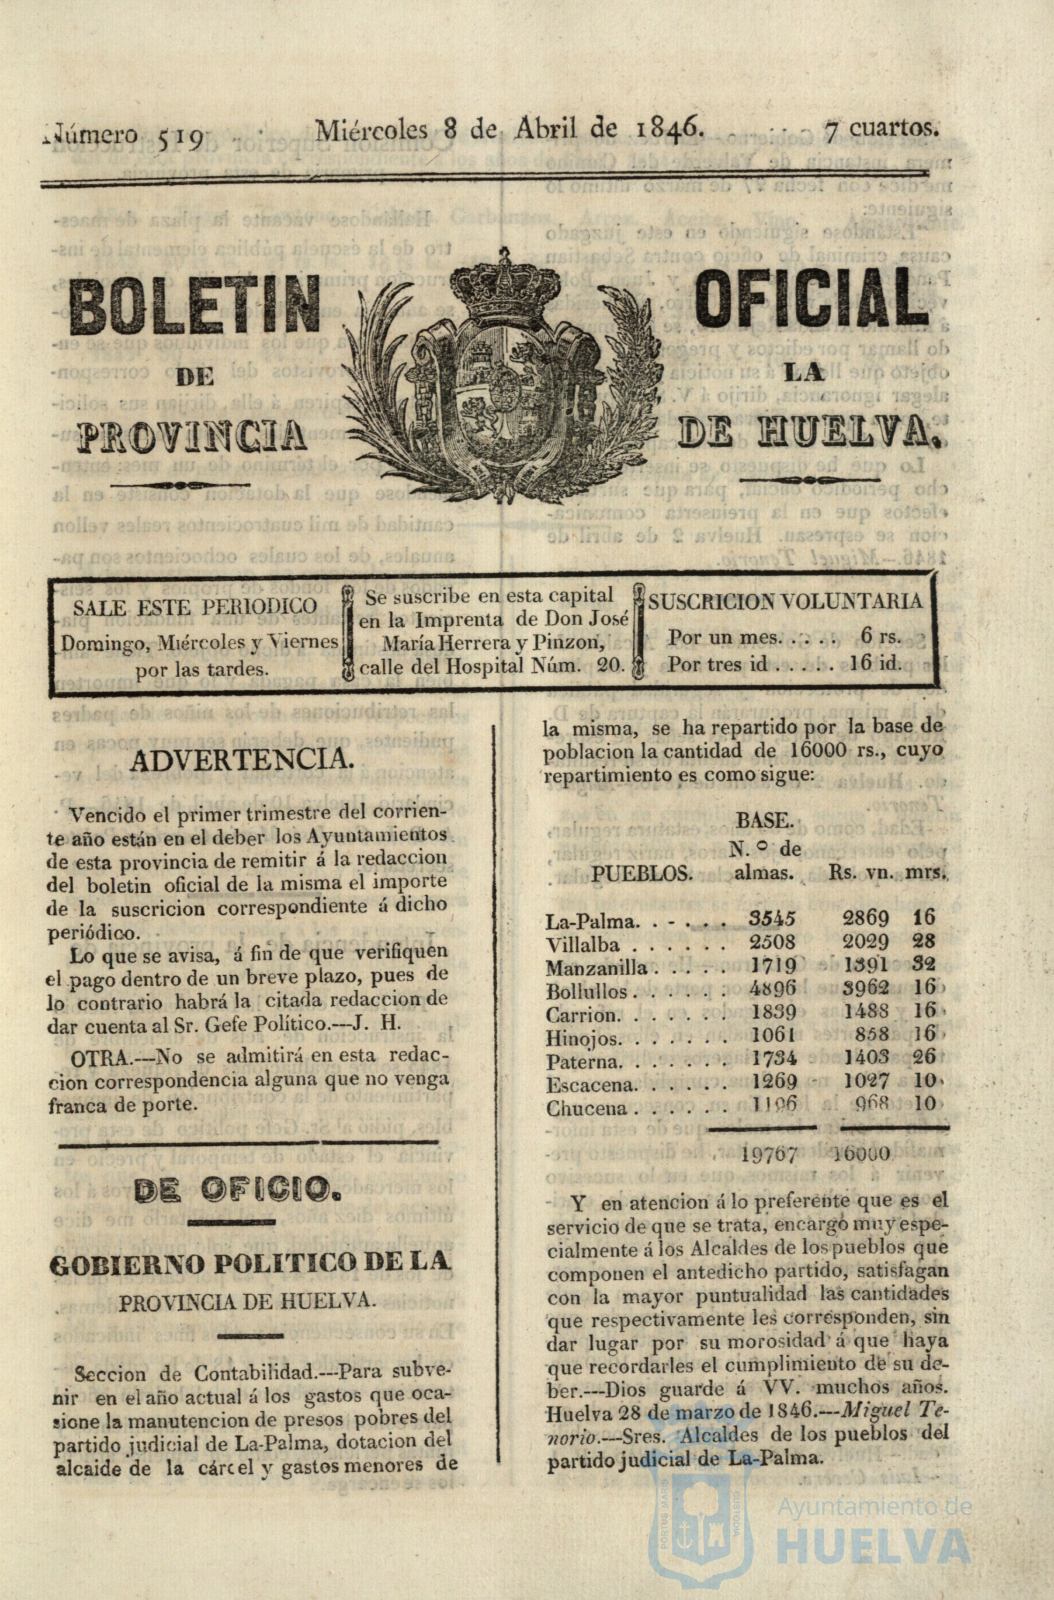 Número 519
Miércoles 8 de Abril de 1846.
7 cuartos.
BOLETIN OFICIAL
DE LA
PROVINCIA DE HUELVA.
SALE ESTE PERIODICO
Domingo, Miércoles y Viernes
por las tardes.
Se suscribe en esta capital
en la Imprenta de Don José
María Herrera y Pinzon,
calle del Hospital Núm. 20.
SUSCRICION VOLUNTARIA
Por un mes. . . . . 6 rs.
Por tres id . . . . . 16 id.
ADVERTENCIA.
Vencido el primer trimestre del corrien-
te año están en el deber los Ayuntamientos
de esta provincia de remitir á la redaccion
del boletin oficial de la misma el importe
de la suscricion correspondiente á dicho
periódico.
Lo que se avisa, á fin de que verifiquen
el pago dentro de un breve plazo, pues de
lo contrario habrá la citada redaccion de
dar cuenta al Sr. Gefe Político.---J. H.
OTRA.---No se admitirá en esta redac-
cion correspondencia alguna que no venga
franca de porte.
DE OFICIO.
GOBIERNO POLITICO DE LA
PROVINCIA DE HUELVA.
Seccion de Contabilidad.---Para subve-
nir en el año actual á los gastos que oca-
sione la manutencion de presos pobres del
partido judicial de La-Palma, dotacion del
alcaide de la cárcel y gastos menores de
la misma, se ha repartido por la base de
poblacion la cantidad de 16000 rs., cuyo
repartimiento es como sigue:
BASE.
N.º de
PUEBLOS. almas. Rs. vn. mrs.
La-Palma. . - . . . 3545 2869 16
Villalba . . . . . . 2508 2029 28
Manzanilla . . . . . 1719 1391 32
Bollullos . . . . . . 4896 3962 16
Carrion. . . . . . . 1839 1488 16
Hinojos. . . . . . . 1061 858 16
Paterna. . . . . . . 1734 1403 26
Escacena. . . . . . 1269 1027 10
Chucena . . . . . . 1196 968 10
19767 16000
Y en atencion á lo preferente que es el
servicio de que se trata, encargo muy espe-
cialmente á los Alcaldes de los pueblos que
componen el antedicho partido, satisfagan
con la mayor puntualidad las cantidades
que respectivamente les corresponden, sin
dar lugar por su morosidad á que haya
que recordarles el cumplimiento de su de-
ber.---Dios guarde á VV. muchos años.
Huelva 28 de marzo de 1846.---Miguel Te-
norio.---Sres. Alcaldes de los pueblos del
partido judicial de La-Palma.
PORTUS MARIS
CUSTODIA
Ayuntamiento de
HUELVA